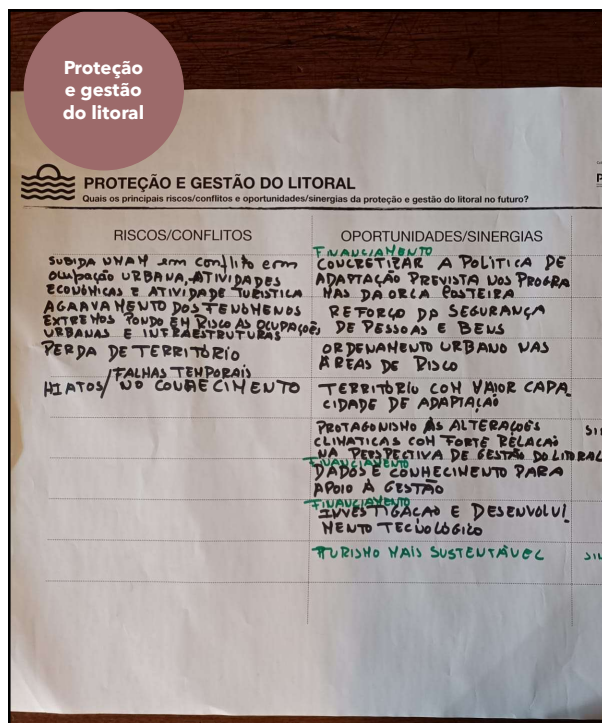 Proteção
e gestão
do litoral
PROTEÇÃO E GESTÃO DO LITORAL
Quais os principais riscos/conflitos e oportunidades/sinergias da proteção e gestão do litoral no futuro?
RISCOS/CONFLITOS
SUBIDA em conflito com
ocupação URBANA, ATIVIDADES
ECONÓMICAS E ATIVIDADE TURÍSTICA
AGRAVAMENTO DOS FENÓMENOS
EXTREMOS PONDO EM RISCO AS OCUPAÇÕES
URBANAS E INFRAESTRUTURAS
PERDA DE TERRITÓRIO
FALHAS TEMPORAIS
HIATOS/ NO CONHECIMENTO
OPORTUNIDADES/SINERGIAS
FINANCIAMENTO
CONCRETIZAR A POLÍTICA DE
ADAPTAÇÃO PREVISTA NOS PROGRA
MAS DA ORLA COSTEIRA
REFORÇO DA SEGURANÇA
DE PESSOAS E BENS
ORDENAMENTO URBANO NAS
ÁREAS DE RISCO
TERRITÓRIO COM MAIOR CAPA_
CIDADE DE ADAPTAÇÃO
PROTAGONISMO ÀS ALTERAÇÕES
CLIMÁTICAS COM FORTE RELAÇÃO
NA PERSPECTIVA DE GESTÃO DO LITORAL
FINANCIAMENTO
DADOS E CONHECIMENTO PARA
APOIO À GESTÃO
FINANCIAMENTO
INVESTIGAÇÃO E DESENVOLVI_
MENTO TECNOLÓGICO
TURISMO MAIS SUSTENTÁVEL